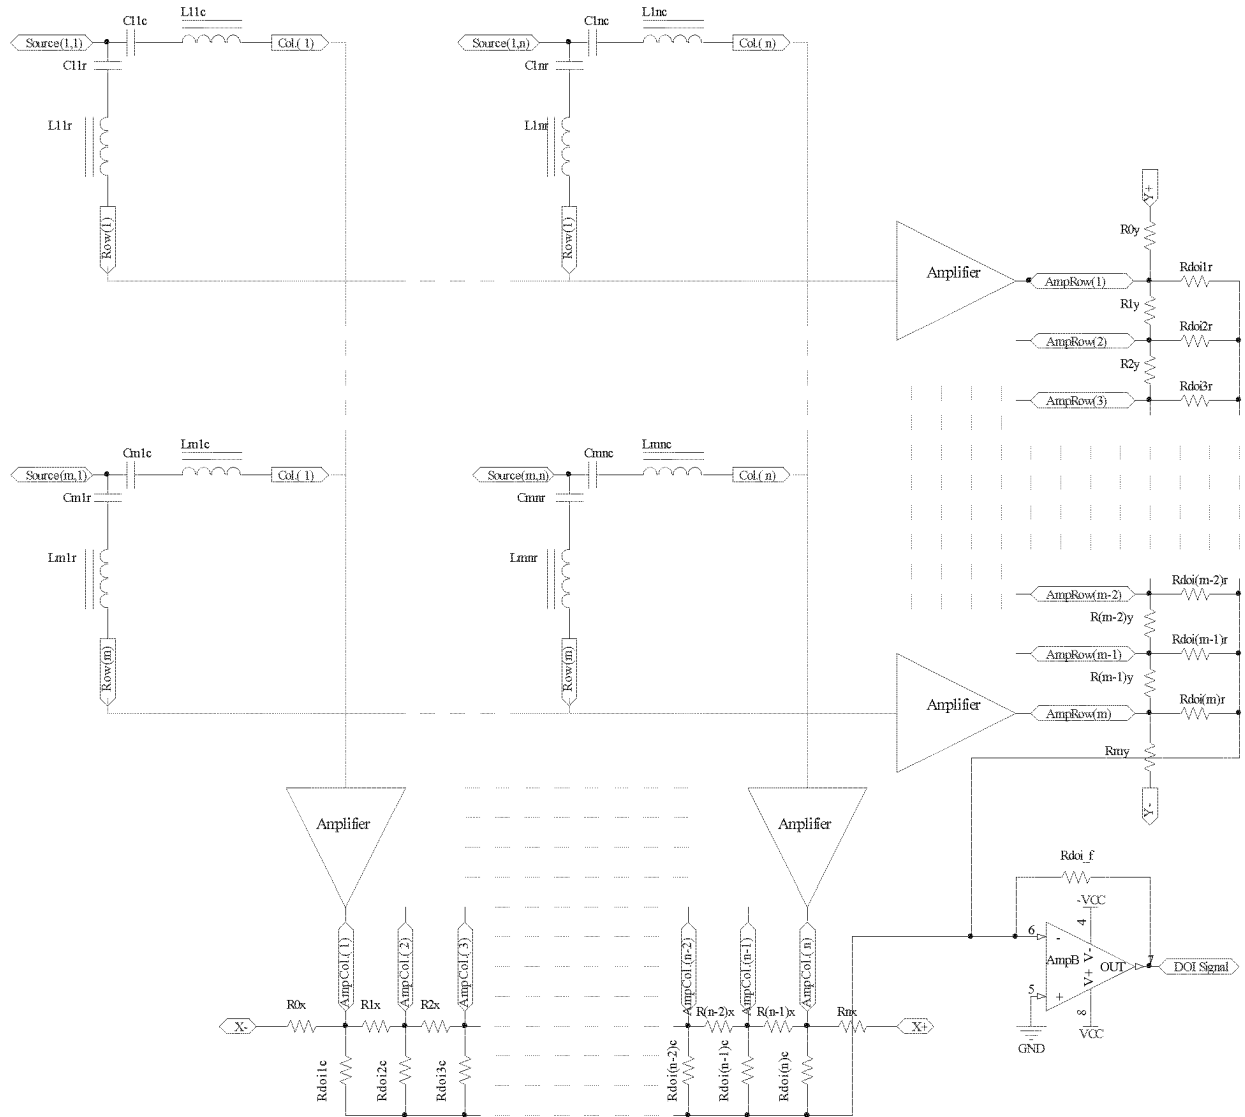 L11c
L1nc
C11c
C1nc
Source(1,1)
Col.( 1)
Source(1,n)
Col.( n)
C11r
C1nr
L11r
L1nr
Row(1)
Row(1)
Y+
R0y
Amplifier
Rdoi1r
AmpRow(1)
R1y
Rdoi2r
AmpRow(2)
R2y
Rdoi3r
AmpRow(3)
Lm1c
Lmnc
Cm1c
Cmnc
Source(m,1)
Col.( 1)
Source(m,n)
Col.( n)
Cm1r
Cmnr
Lm1r
Lmnr
Rdoi(m-2)r
AmpRow(m-2)
R(m-2)y
Rdoi(m-1)r
AmpRow(m-1)
R(m-1)y
Row(m)
Row(m)
Amplifier
Rdoi(m)r
AmpRow(m)
Rmy
Y-
Amplifier
Amplifier
Rdoi_f
-VCC
4
6
-
V-
AmpB
OUT
7
DOI Signal
5
+
V+
8
GND
VCC
AmpCol.( 1)
AmpCol.( 2)
AmpCol.( 3)
AmpCol.(n-2)
AmpCol.(n-1)
AmpCol.( n)
X-
R0x
R1x
R2x
R(n-2)x
R(n-1)x
Rnx
X+
Rdoi1c
Rdoi2c
Rdoi3c
Rdoi(n-2)c
Rdoi(n-1)c
Rdoi(n)c